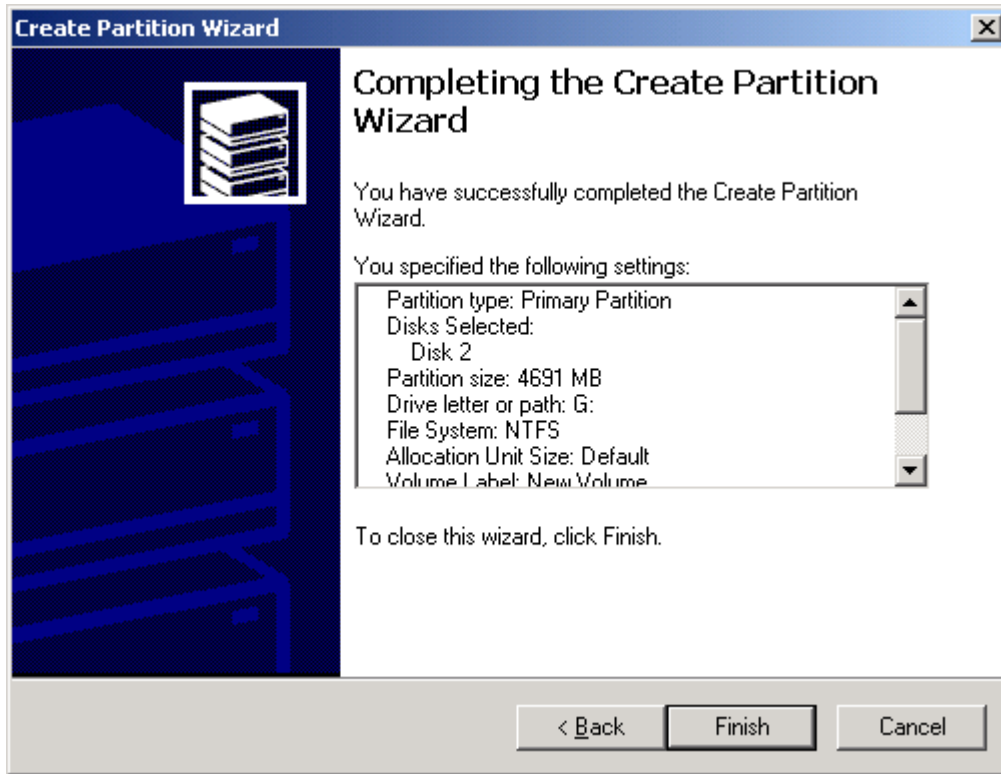 Create Partition Wizard
Completing the Create Partition
Wizard
You have successfully completed the Create Partition
Wizard.
You specified the following settings:
Partition type: Primary Partition
Disks Selected:
Disk 2
Partition size: 4691 MB
Drive letter or path: G:
File System: NTFS
Allocation Unit Size: Default
Volume Label: New Volume
To close this wizard, click Finish.
< Back
Finish
Cancel